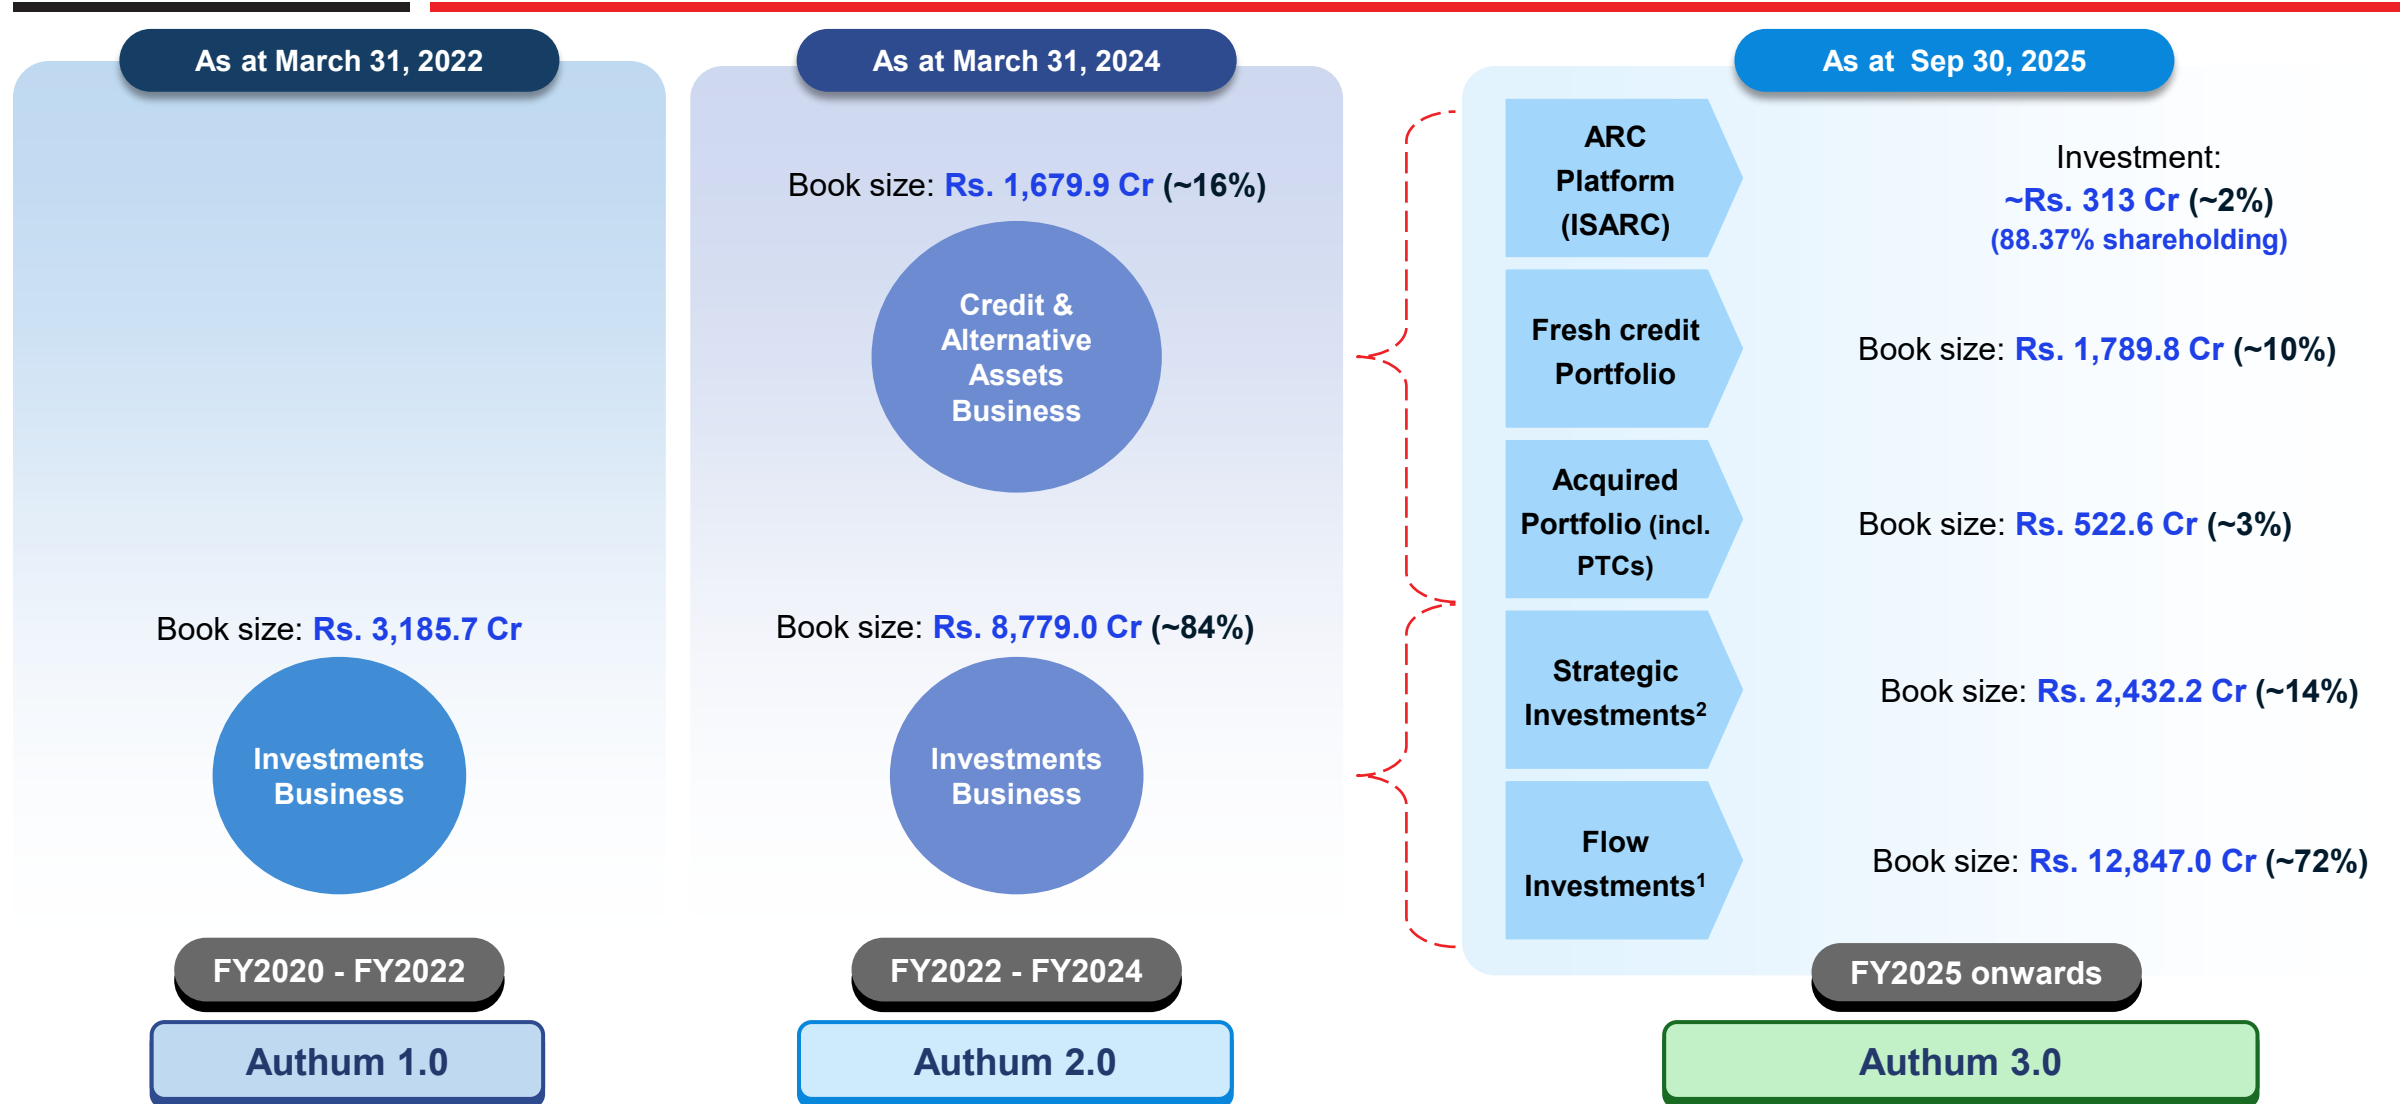 As at March 31, 2022
Book size: Rs. 3,185.7 Cr
Investments
Business
FY2020 - FY2022
Authum 1.0
As at March 31, 2024
Book size: Rs. 1,679.9 Cr (~16%)
Credit &
Alternative
Assets
Business
Book size: Rs. 8,779.0 Cr (~84%)
Investments
Business
FY2022 - FY2024
Authum 2.0
As at  Sep 30, 2025
ARC
Platform
(ISARC)
Investment:
~Rs. 313 Cr (~2%)
(88.37% shareholding)
Fresh credit
Portfolio
Book size: Rs. 1,789.8 Cr (~10%)
Acquired
Portfolio (incl.
PTCs)
Book size: Rs. 522.6 Cr (~3%)
Strategic
Investments²
Book size: Rs. 2,432.2 Cr (~14%)
Flow
Investments¹
Book size: Rs. 12,847.0 Cr (~72%)
FY2025 onwards
Authum 3.0